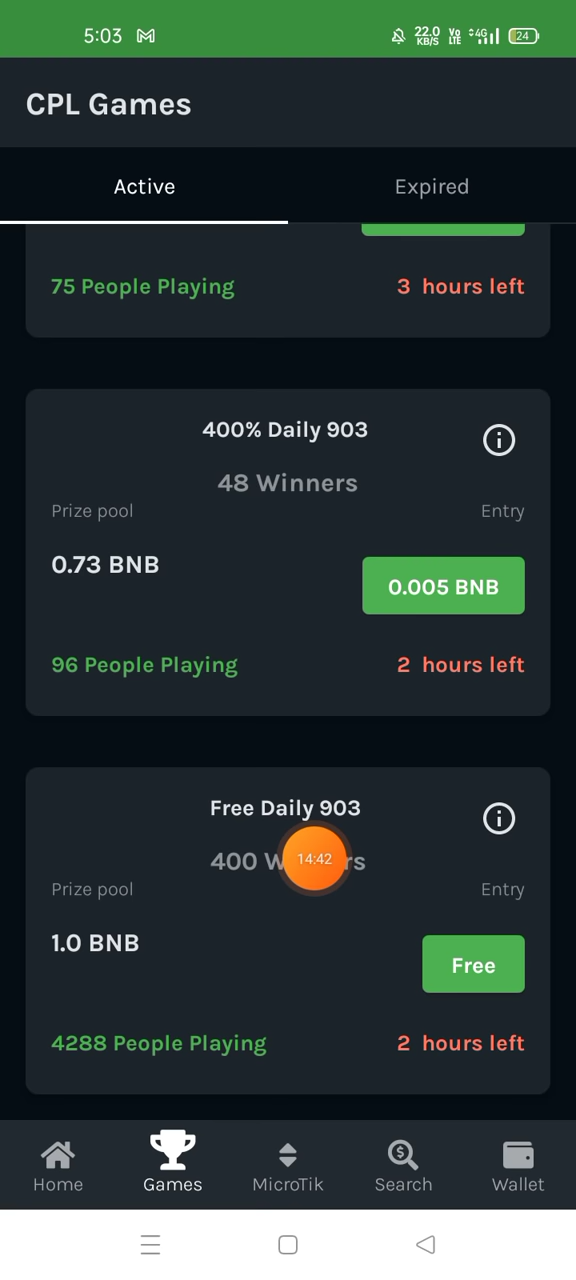 5:03 22.0 KB/S Vo LTE 4G 24
CPL Games
Active Expired
75 People Playing 3 hours left
400% Daily 903
48 Winners
Prize pool Entry
0.73 BNB 0.005 BNB
96 People Playing 2 hours left
Free Daily 903
400 W rs
14:42
Prize pool Entry
1.0 BNB Free
4288 People Playing 2 hours left
Home Games MicroTik Search Wallet